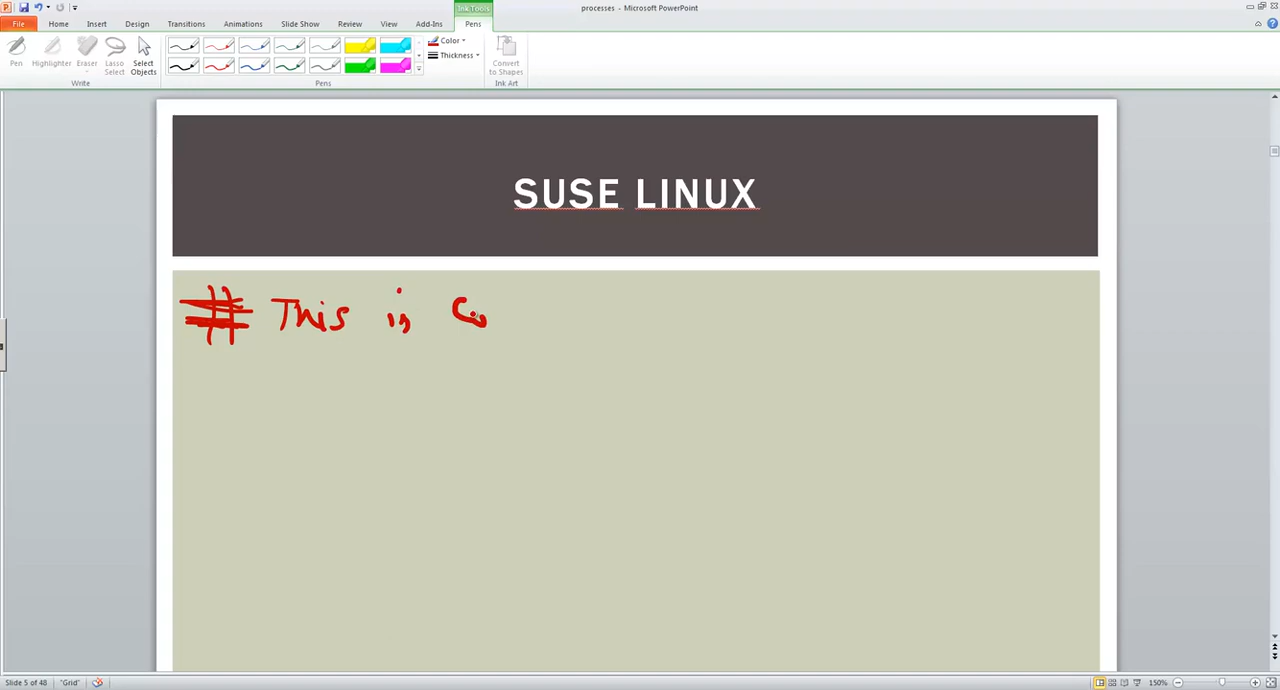 processes - Microsoft PowerPoint
Ink Tools
File Home Insert Design Transitions Animations Slide Show Review View Add-Ins Pens
Pen Highlighter Eraser Lasso Select Select Objects
Color
Thickness
Convert to Shapes
Write Pens Ink Art
SUSE LINUX
# This is
Slide 5 of 48 "Grid" 150%